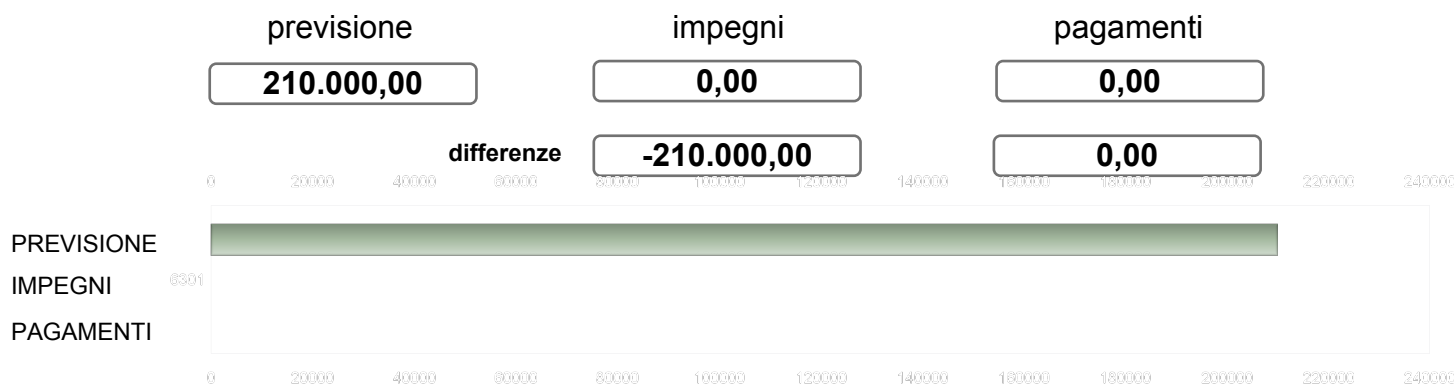 previsione impegni pagamenti
210.000,00 0,00 0,00
differenze -210.000,00 0,00
0 20000 40000 60000 80000 100000 120000 140000 160000 180000 200000 220000 240000
PREVISIONE
6301
IMPEGNI
PAGAMENTI
0 20000 40000 60000 80000 100000 120000 140000 160000 180000 200000 220000 240000